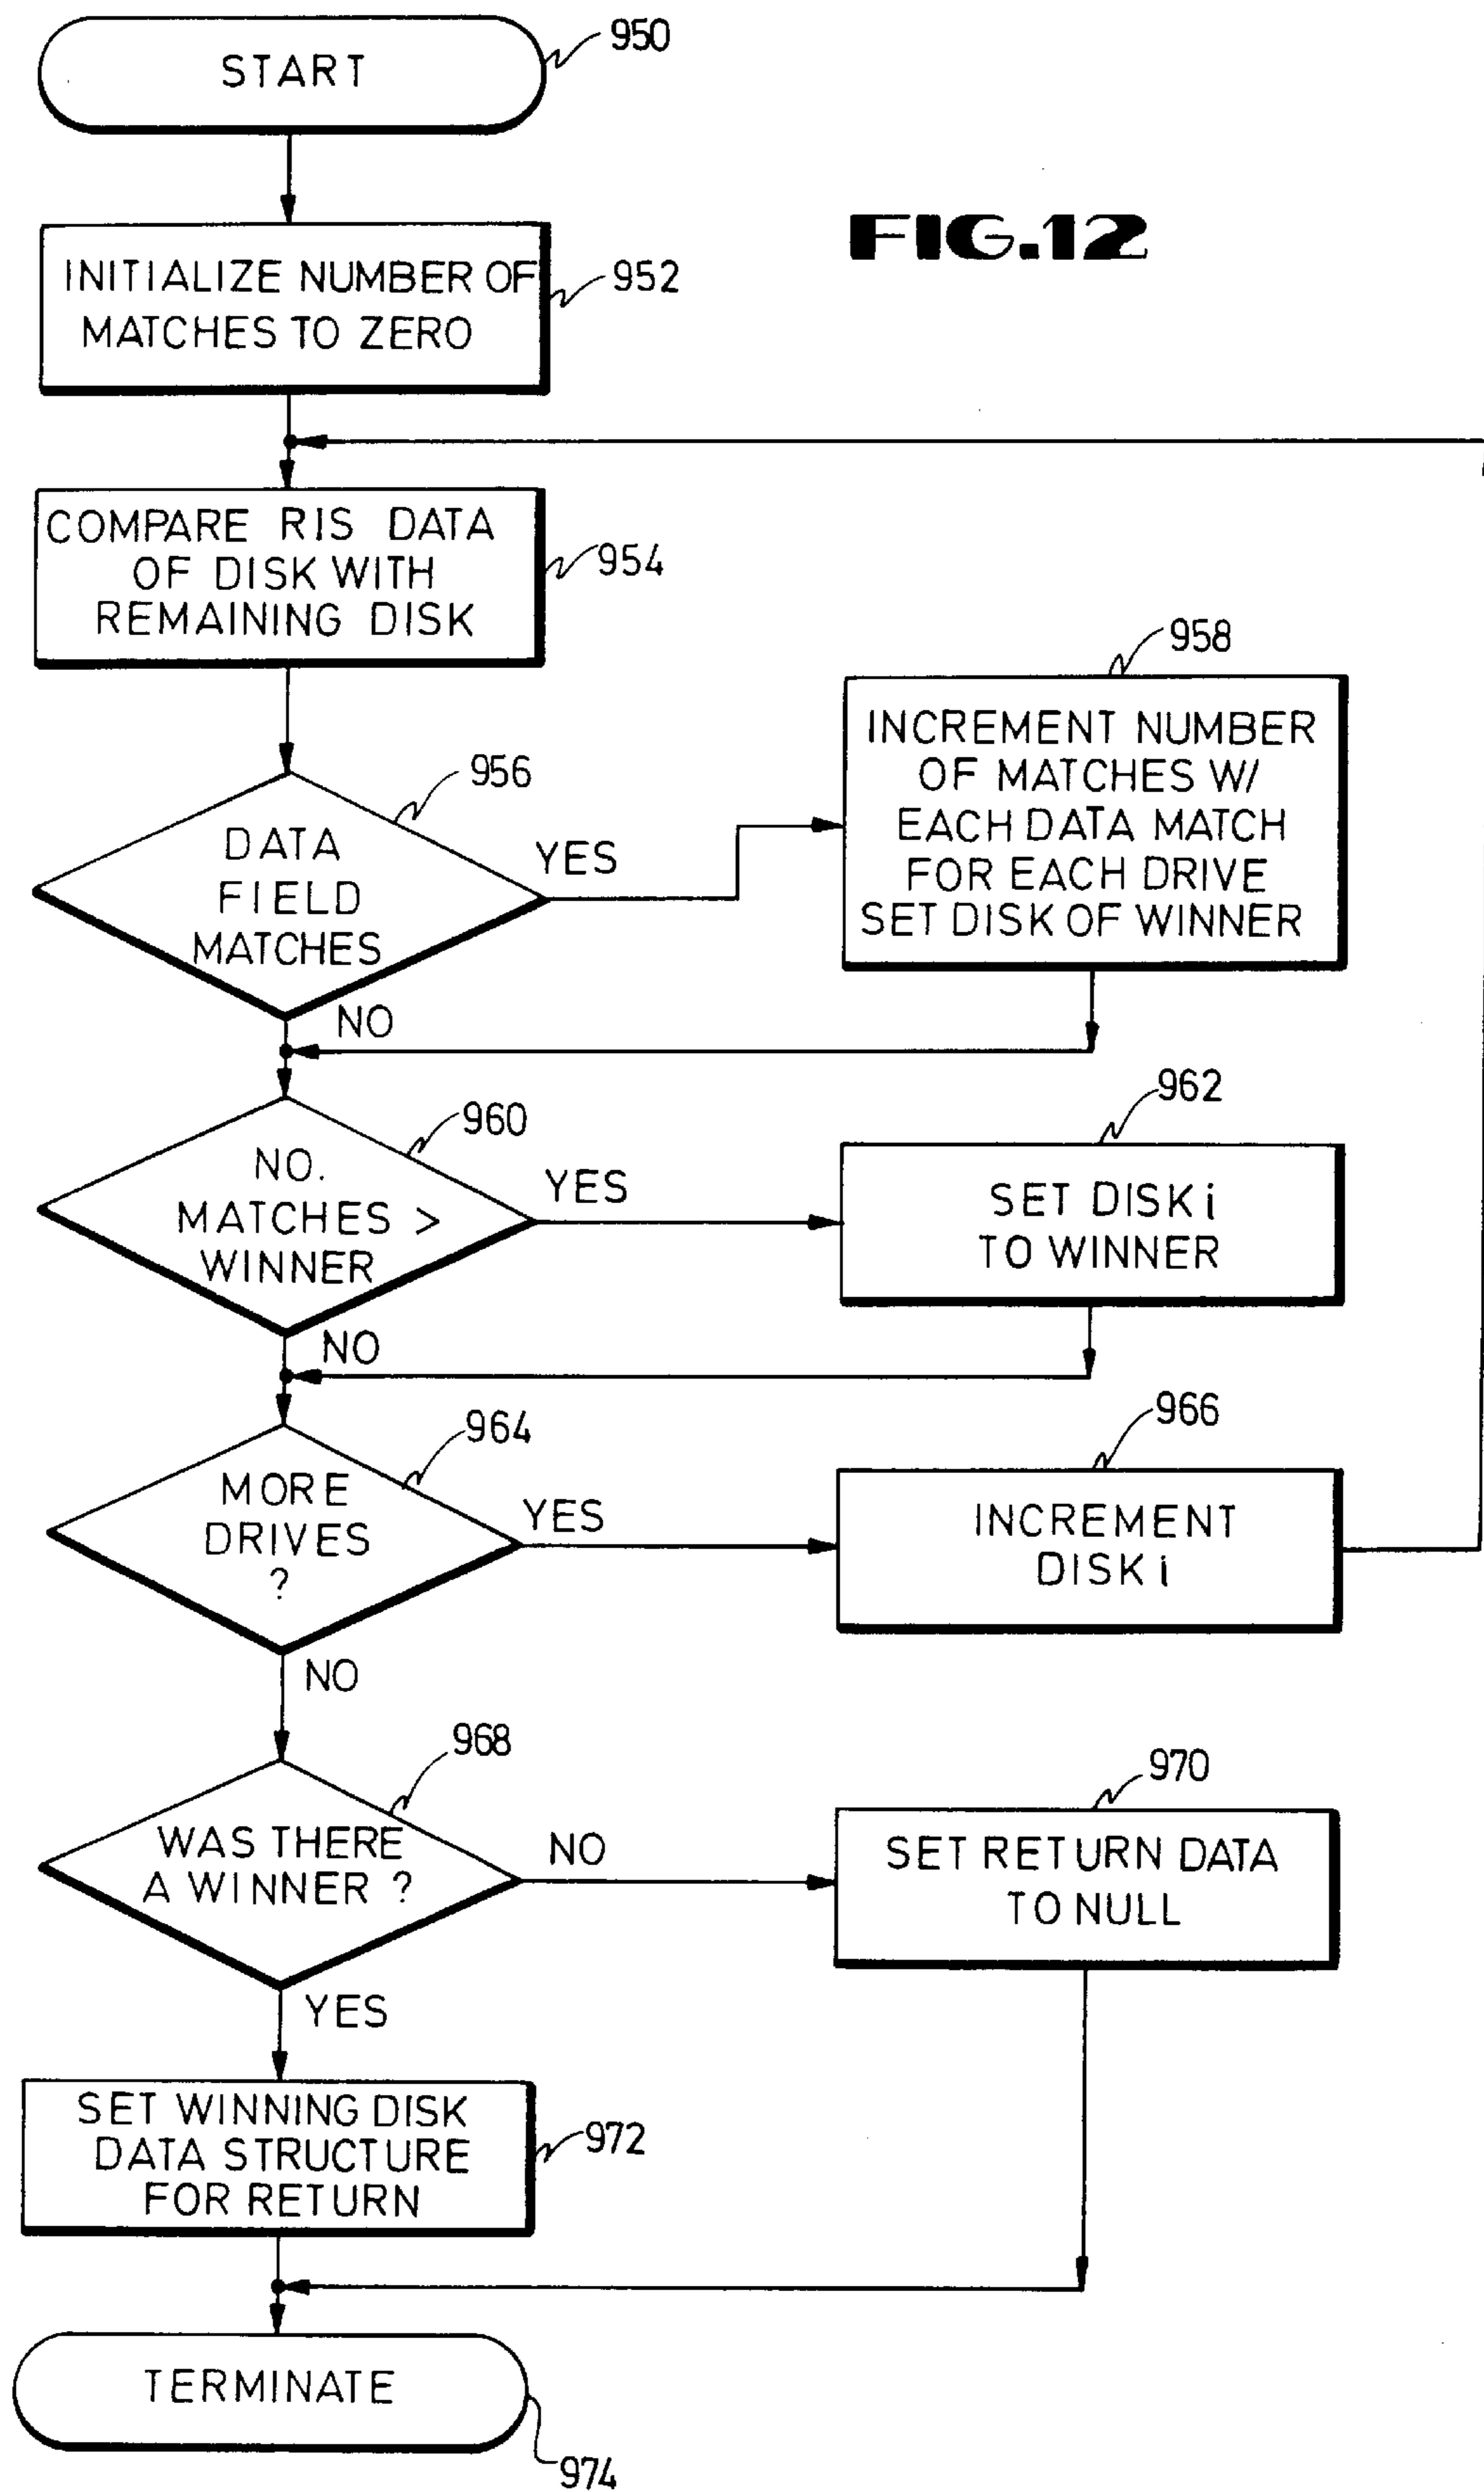 START
950
FIG.12
INITIALIZE NUMBER OF
MATCHES TO ZERO
952
COMPARE RIS DATA
OF DISK WITH
REMAINING DISK
954
DATA
FIELD
MATCHES
956
YES
NO
958
INCREMENT NUMBER
OF MATCHES W/
EACH DATA MATCH
FOR EACH DRIVE
SET DISK OF WINNER
NO.
MATCHES >
WINNER
960
YES
NO
962
SET DISK i
TO WINNER
MORE
DRIVES
?
964
YES
NO
966
INCREMENT
DISK i
WAS THERE
A WINNER ?
968
NO
YES
970
SET RETURN DATA
TO NULL
SET WINNING DISK
DATA STRUCTURE
FOR RETURN
972
TERMINATE
974